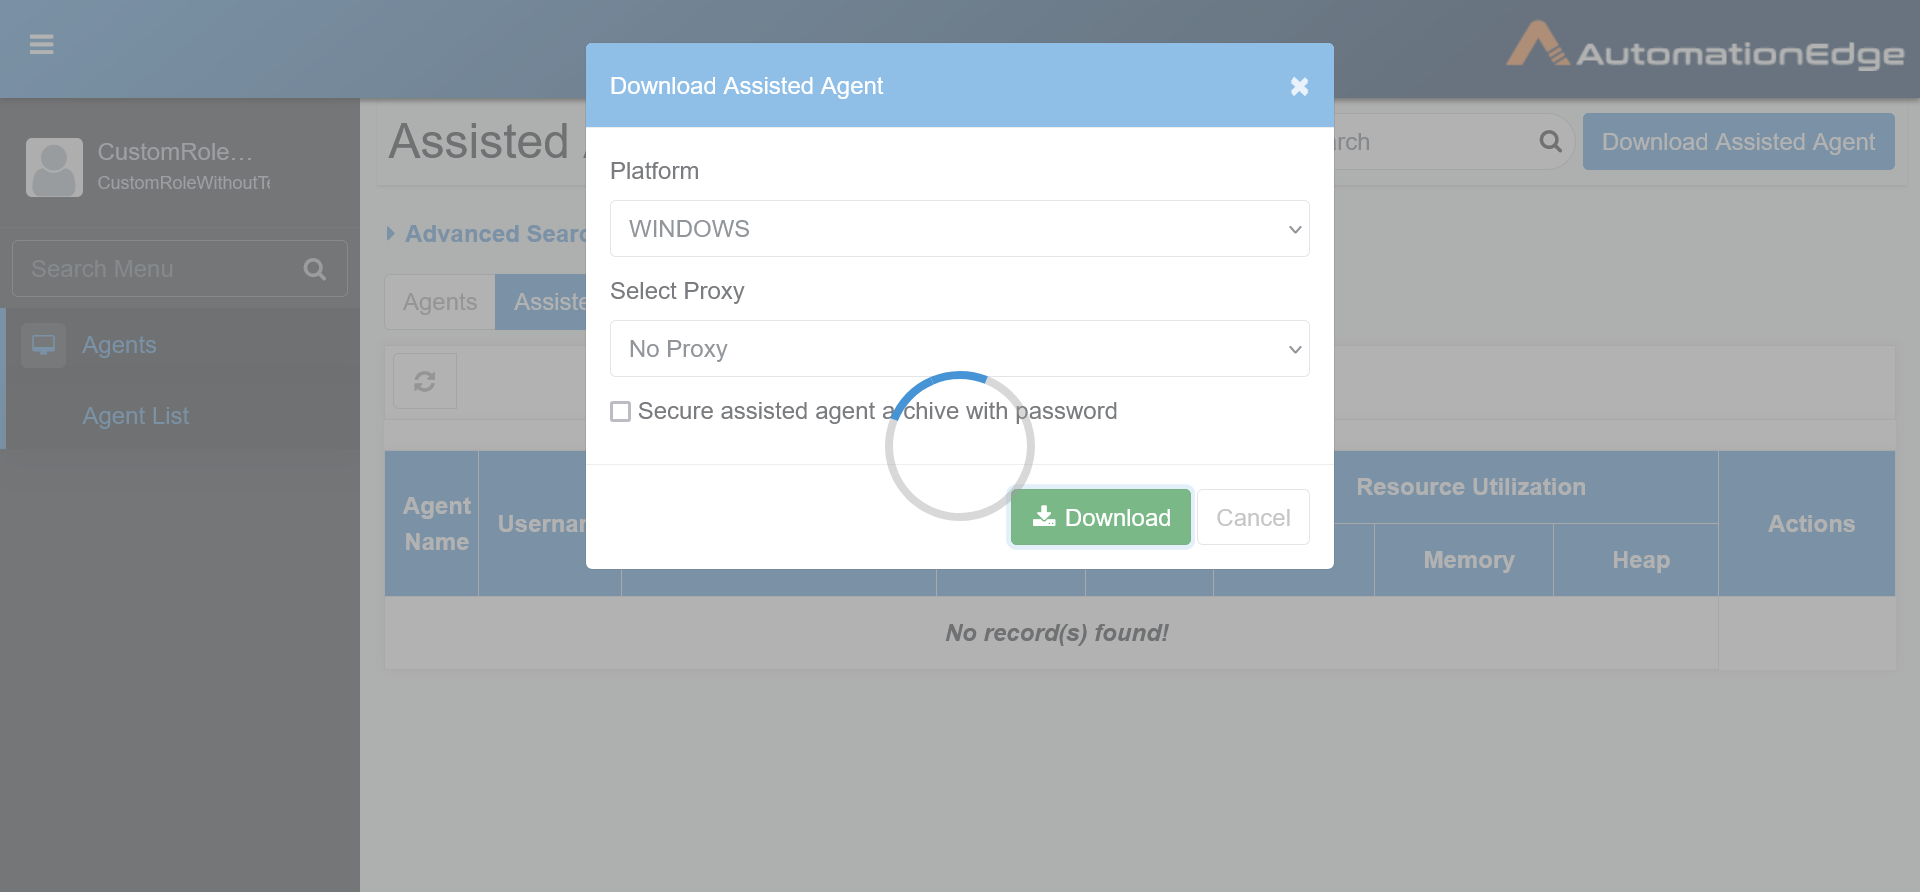 AutomationEdge
Download Assisted Agent
CustomRole...
CustomRoleWithoutTe
Search Menu
Agents
Agent List
Assisted
rch
Download Assisted Agent
Advanced Searc
Agents
Assiste
Platform
WINDOWS
Select Proxy
No Proxy
Secure assisted agent archive with password
Download
Cancel
Agent
Name
Usernar
Resource Utilization
Memory
Heap
Actions
No record(s) found!